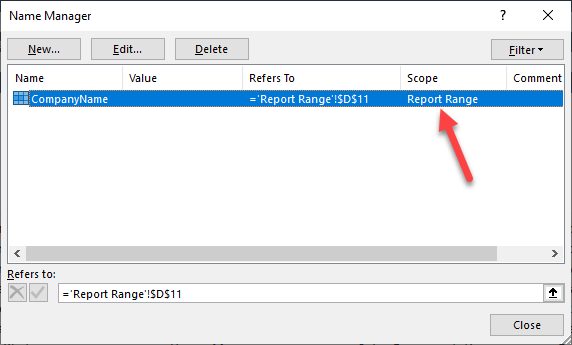 Name Manager ? ×
New... Edit... Delete Filter
Name Value Refers To Scope Comment
CompanyName ='Report Range'!$D$11 Report Range
Refers to:
='Report Range'!$D$11
Close